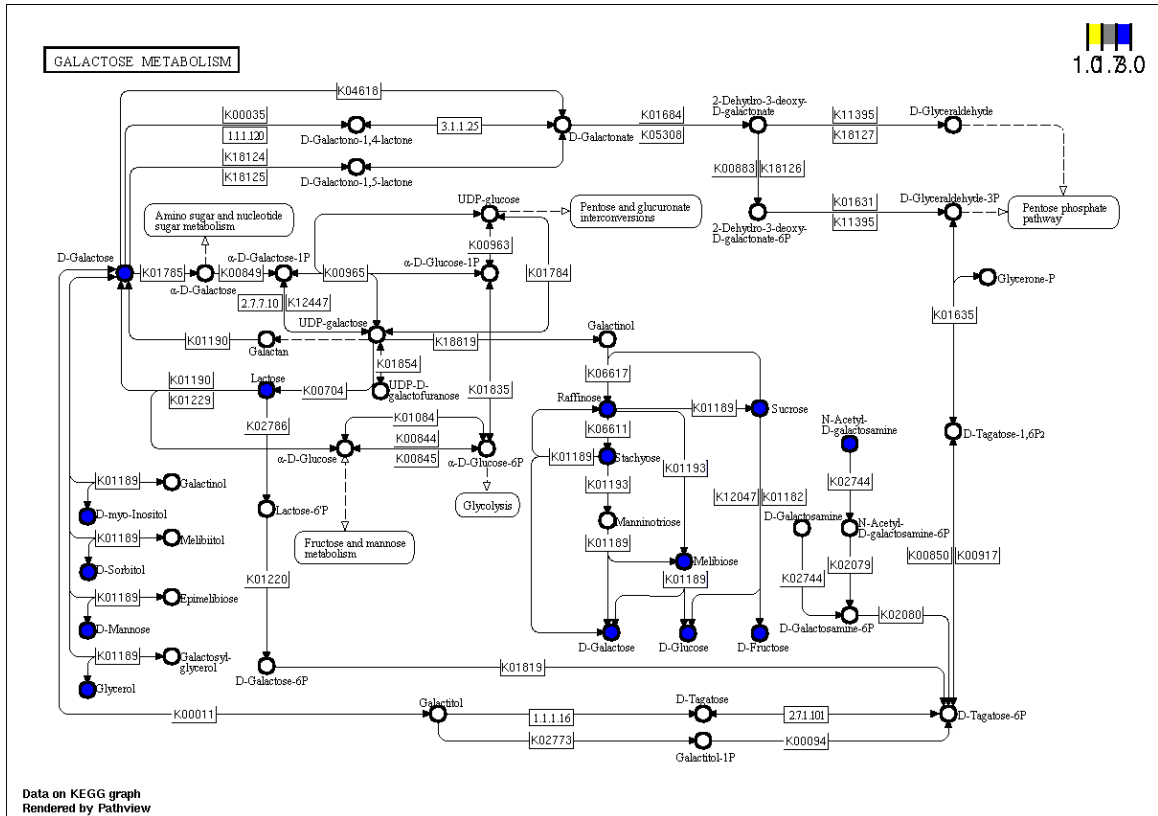 GALACTOSE METABOLISM
1.0 1.7 3.0
K04618
K00035
1.1.1.120
D-Galactono-1,4-lactone
3.1.1.25
D-Galactonate
K01684
K05308
2-Dehydro-3-deoxy-
D-galactonate
K11395
K18127
D-Glyceraldehyde
K18124
K18125
D-Galactono-1,5-lactone
K00883
K18126
Amino sugar and nucleotide
sugar metabolism
UDP-glucose
Pentose and glucuronate
interconversions
2-Dehydro-3-deoxy-
D-galactonate-6P
K01631
K11395
D-Glyceraldehyde-3P
Pentose phosphate
pathway
D-Galactose
K01785
α-D-Galactose
K00849
α-D-Galactose-1P
K00965
α-D-Glucose-1P
K00963
K01784
Glycerone-P
2.7.7.10
K12447
UDP-galactose
K01190
Galactan
K18819
Galactinol
K01635
K01854
UDP-D-
galactofuranose
K01190
K01229
Lactose
K00704
K01835
K06617
Raffinose
K01189
Sucrose
N-Acetyl-
D-galactosamine
K02786
K01084
K00844
K00845
α-D-Glucose
α-D-Glucose-6P
K06611
K01189
Stachyose
K01193
D-Tagatose-1,6P2
K01189
Galactinol
D-myo-Inositol
Glycolysis
K01193
K12047
K01182
K02744
Lactose-6'P
Manninotriose
D-Galactosamine
N-Acetyl-
D-galactosamine-6P
K01189
Melibiitol
D-Sorbitol
Fructose and mannose
metabolism
K01189
Melibiose
K00850
K00917
K01220
K01189
K02744
K02079
K01189
Epimelibiose
D-Mannose
D-Galactose
D-Glucose
D-Fructose
D-Galactosamine-6P
K02080
K01189
Galactosyl-
glycerol
Glycerol
D-Galactose-6P
K01819
K00011
Galactitol
1.1.1.16
D-Tagatose
2.7.1.101
D-Tagatose-6P
K02773
Galactitol-1P
K00094
Data on KEGG graph
Rendered by Pathview